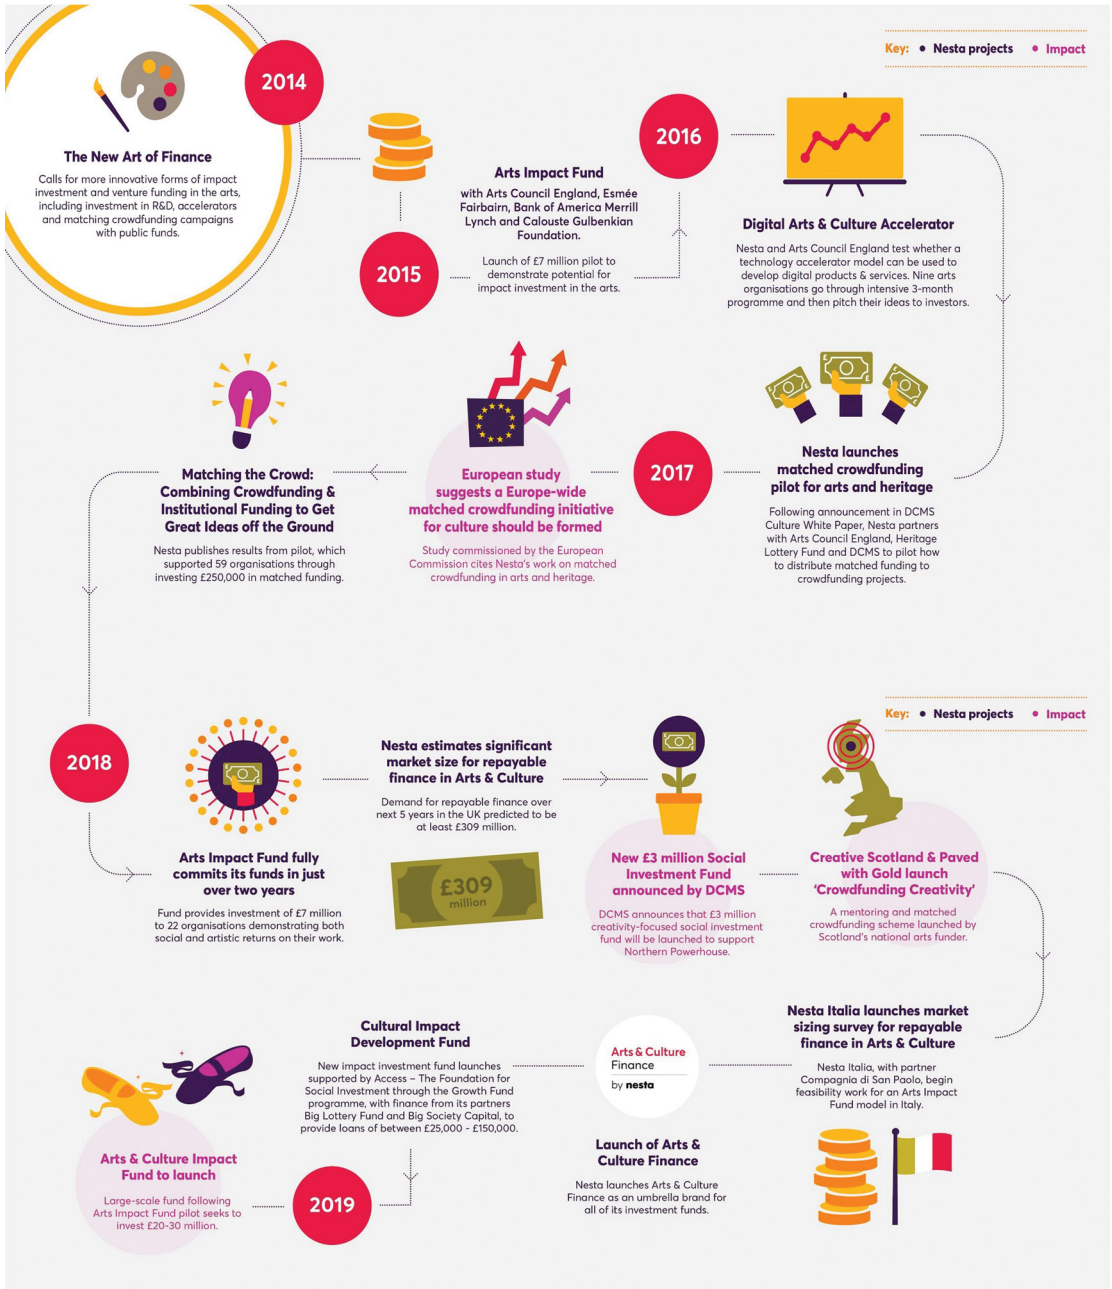 2014
The New Art of Finance
Calls for more innovative forms of impact
investment and venture funding in the arts,
including investment in R&D, accelerators
and matching crowdfunding campaigns
with public funds.
Key: • Nesta projects • Impact
2015
Arts Impact Fund
with Arts Council England, Esmée
Fairbairn, Bank of America Merrill
Lynch and Calouste Gulbenkian
Foundation.
Launch of £7 million pilot to
demonstrate potential for
impact investment in the arts.
2016
Digital Arts & Culture Accelerator
Nesta and Arts Council England test whether a
technology accelerator model can be used to
develop digital products & services. Nine arts
organisations go through intensive 3-month
programme and then pitch their ideas to investors.
Nesta launches
matched crowdfunding
pilot for arts and heritage
Following announcement in DCMS
Culture White Paper, Nesta partners
with Arts Council England, Heritage
Lottery Fund and DCMS to pilot how
to distribute matched funding to
crowdfunding projects.
2017
European study
suggests a Europe-wide
matched crowdfunding initiative
for culture should be formed
Study commissioned by the European
Commission cites Nesta's work on matched
crowdfunding in arts and heritage.
Matching the Crowd:
Combining Crowdfunding &
Institutional Funding to Get
Great Ideas off the Ground
Nesta publishes results from pilot, which
supported 59 organisations through
investing £250,000 in matched funding.
Key: • Nesta projects • Impact
2018
Arts Impact Fund fully
commits its funds in just
over two years
Fund provides investment of £7 million
to 22 organisations demonstrating both
social and artistic returns on their work.
Nesta estimates significant
market size for repayable
finance in Arts & Culture
Demand for repayable finance over
next 5 years in the UK predicted to be
at least £309 million.
£309
million
New £3 million Social
Investment Fund
announced by DCMS
DCMS announces that £3 million
creativity-focused social investment
fund will be launched to support
Northern Powerhouse.
Creative Scotland & Paved
with Gold launch
'Crowdfunding Creativity'
A mentoring and matched
crowdfunding scheme launched by
Scotland's national arts funder.
Nesta Italia launches market
sizing survey for repayable
finance in Arts & Culture
Nesta Italia, with partner
Compagnia di San Paolo, begin
feasibility work for an Arts Impact
Fund model in Italy.
Arts & Culture
Finance
by nesta
Launch of Arts &
Culture Finance
Nesta launches Arts & Culture
Finance as an umbrella brand for
all of its investment funds.
Cultural Impact
Development Fund
New impact investment fund launches
supported by Access – The Foundation for
Social Investment through the Growth Fund
programme, with finance from its partners
Big Lottery Fund and Big Society Capital, to
provide loans of between £25,000 - £150,000.
2019
Arts & Culture Impact
Fund to launch
Large-scale fund following
Arts Impact Fund pilot seeks to
invest £20-30 million.